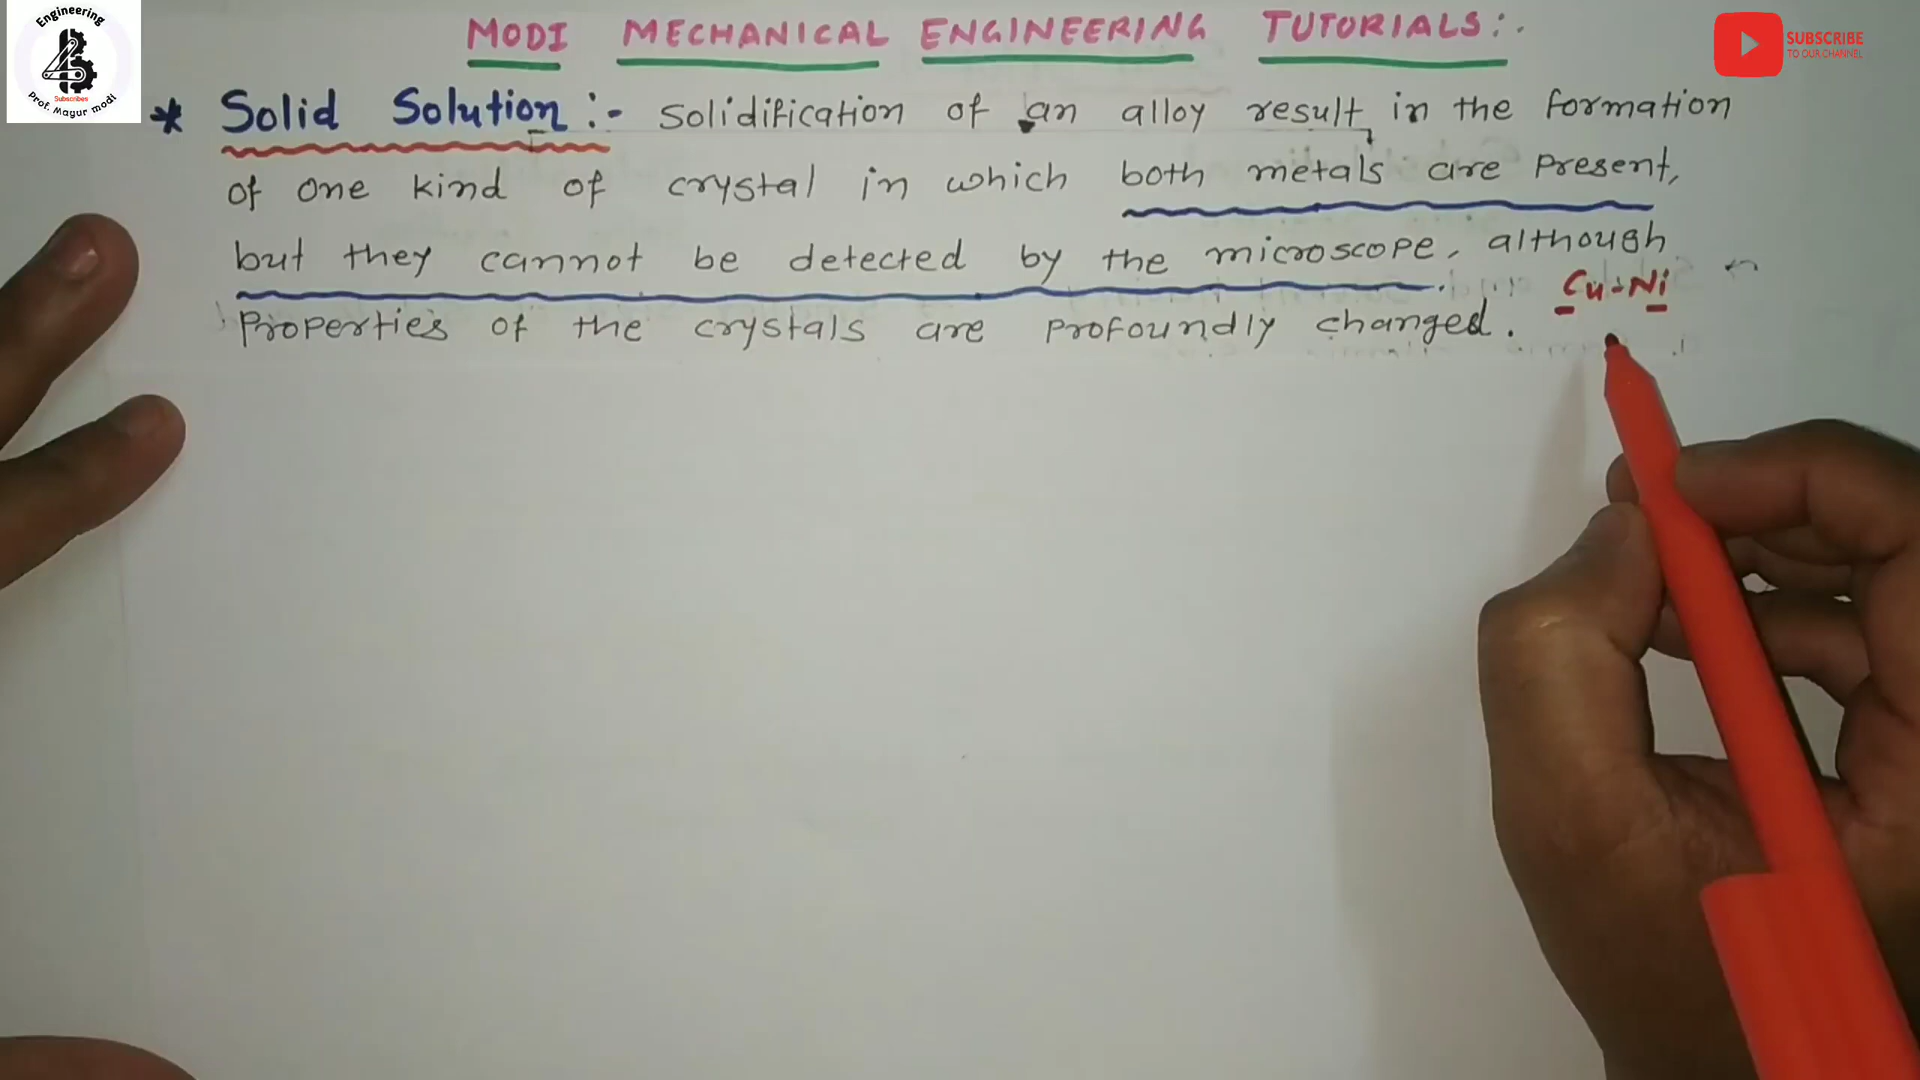 Engineering
Prof. Mayur modi
Subscribes
MODI MECHANICAL ENGINEERING TUTORIALS:.
SUBSCRIBE
TO OUR CHANNEL
* Solid Solution :- solidification of an alloy result in the formation
of one kind of crystal in which both metals are present,
but they cannot be detected by the microscope, although
Cu-Ni
Properties of the crystals are profoundly changed.